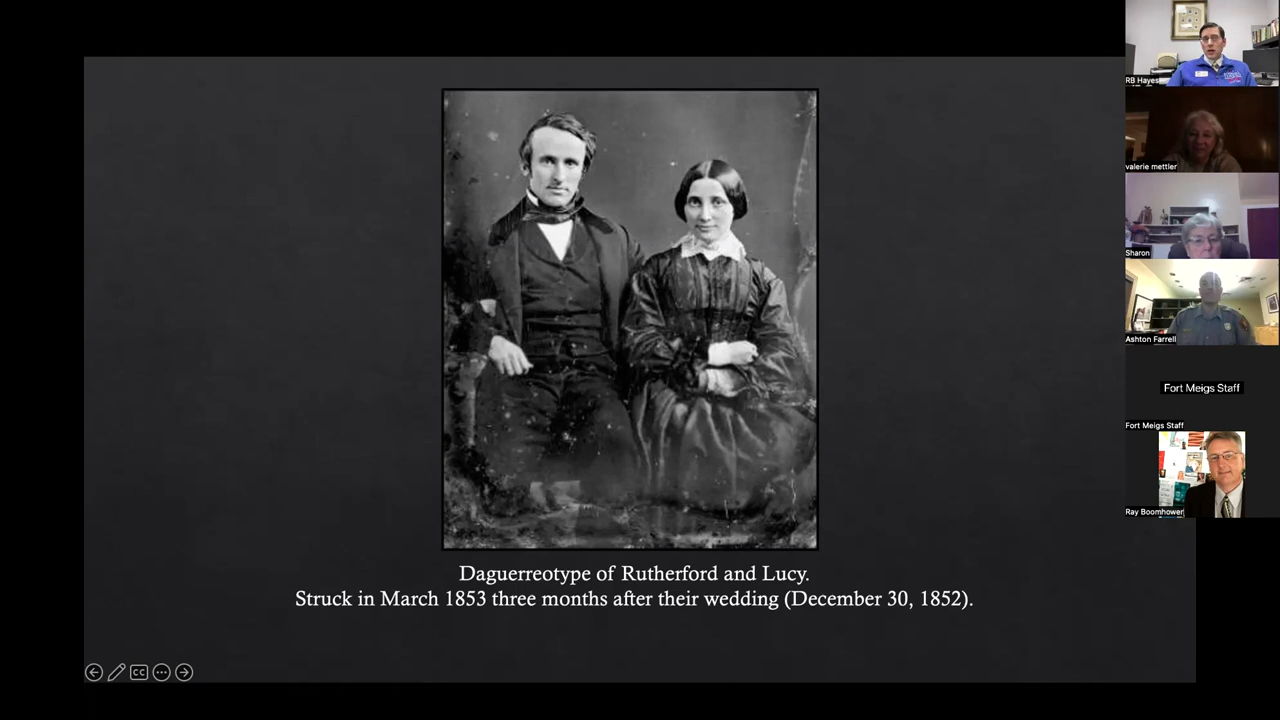 Daguerreotype of Rutherford and Lucy.
Struck in March 1853 three months after their wedding (December 30, 1852).
CC
RB Hayes
valerie mettler
Sharon
Ashton Farrell
Fort Meigs Staff
Fort Meigs Staff
Ray Boomhower